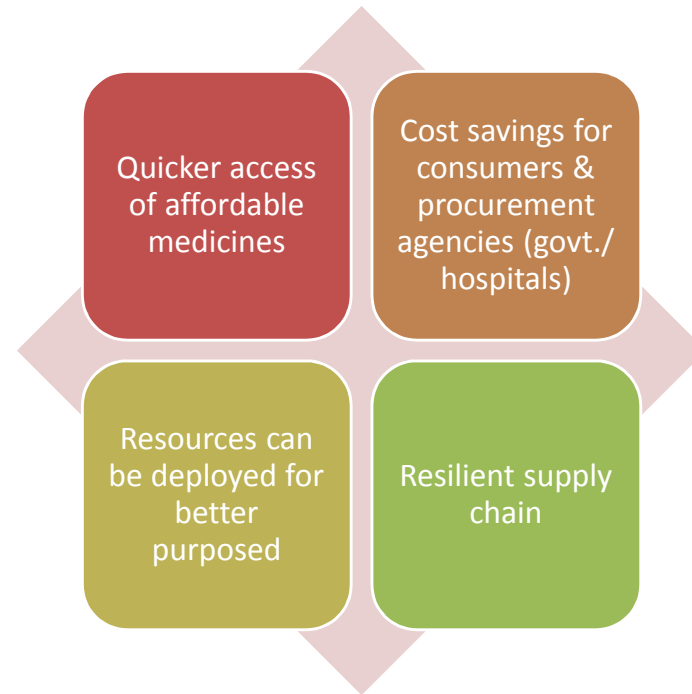 Quicker access
of affordable
medicines
Cost savings for
consumers &
procurement
agencies (govt./
hospitals)
Resources can
be deployed for
better
purposed
Resilient supply
chain